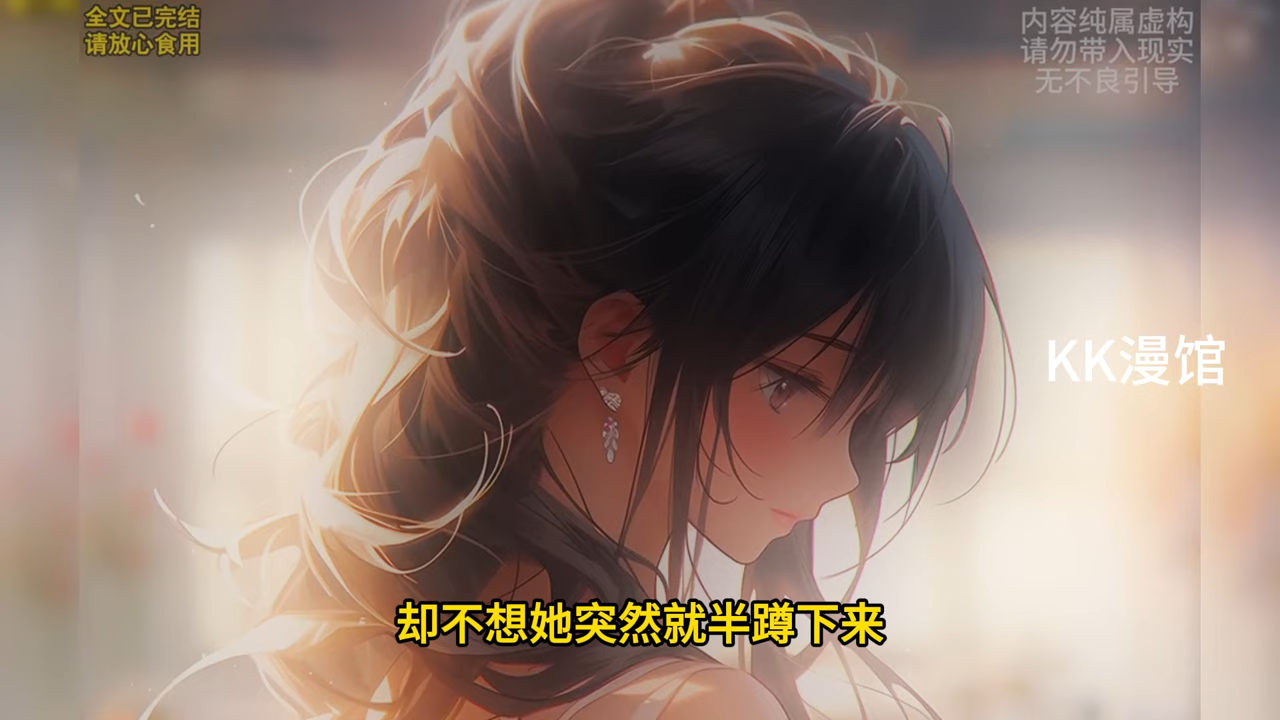 全文已完结
请放心食用
内容纯属虚构
请勿带入现实
无不良引导
KK漫馆
却不想她突然就半蹲下来